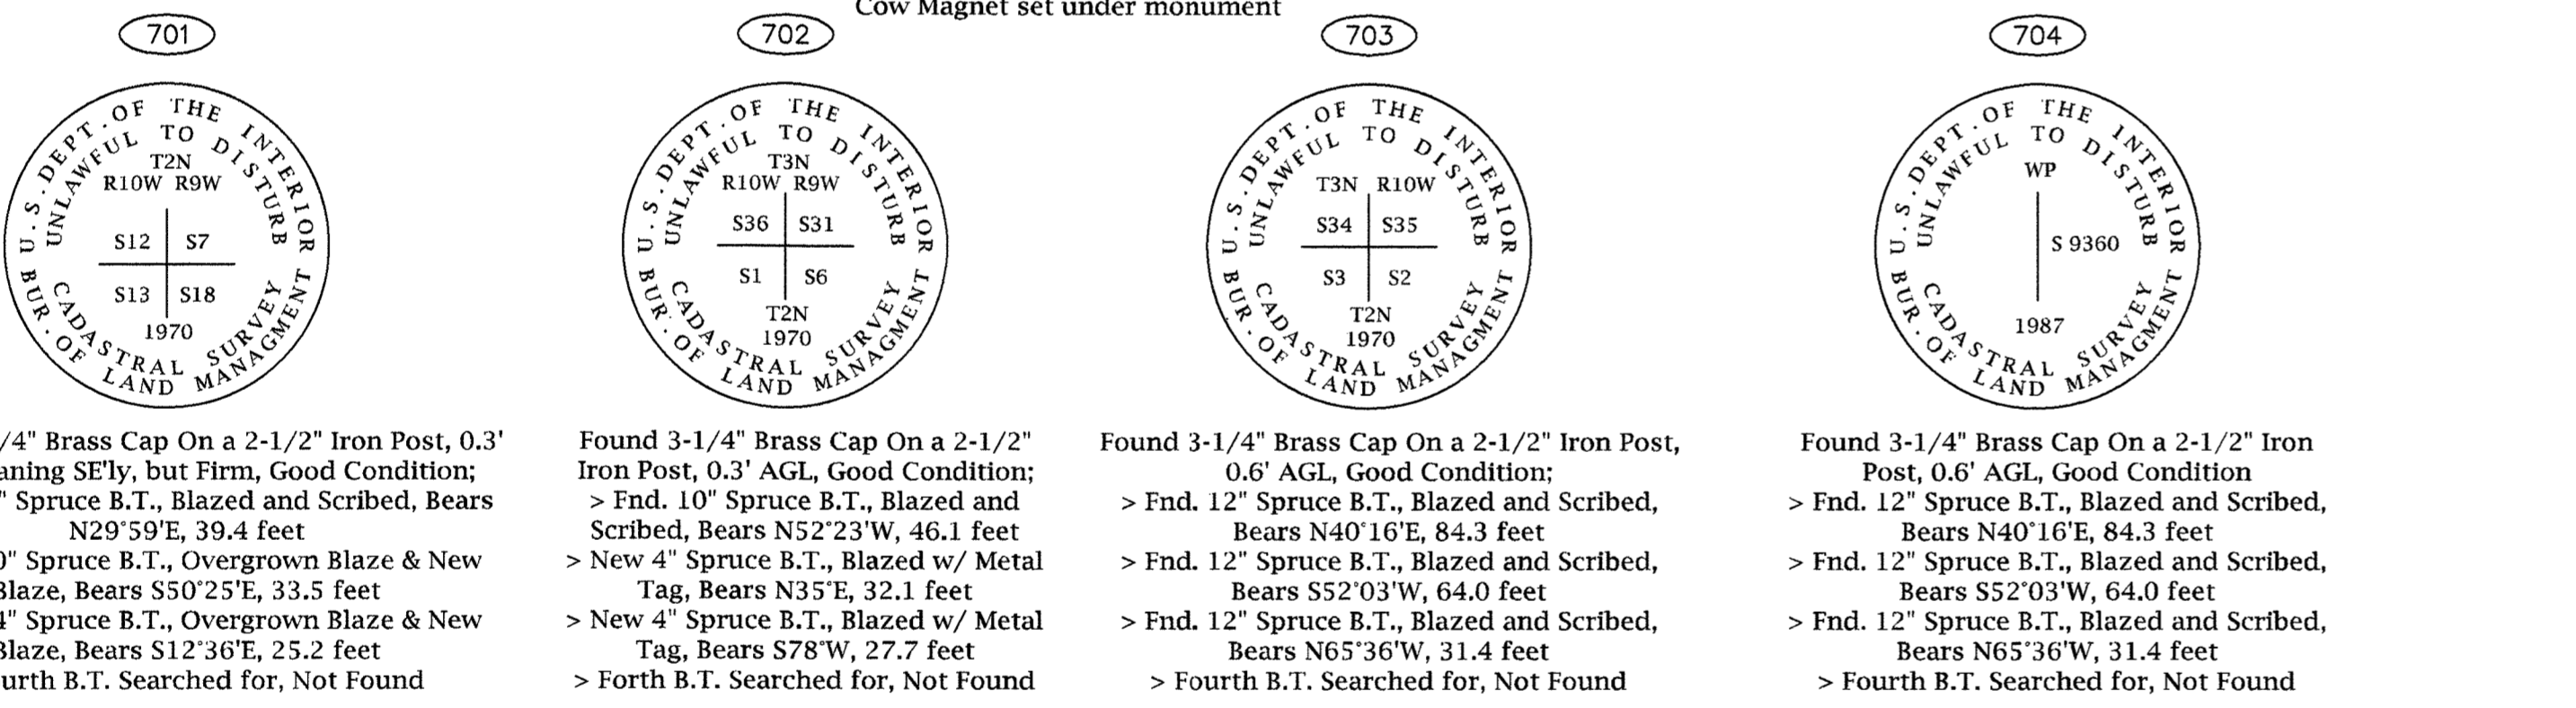 Cow Magnet set under monument
701
U.S. DEPT. OF THE INTERIOR
UNLAWFUL TO DISTURB
T2N
R10W R9W
S12 S7
S13 S18
1970
CADASTRAL SURVEY
BUR. OF LAND MANAGMENT
/4" Brass Cap On a 2-1/2" Iron Post, 0.3'
aning SE'ly, but Firm, Good Condition;
" Spruce B.T., Blazed and Scribed, Bears
N29°59'E, 39.4 feet
" Spruce B.T., Overgrown Blaze & New
Blaze, Bears S50°25'E, 33.5 feet
" Spruce B.T., Overgrown Blaze & New
Blaze, Bears S12°36'E, 25.2 feet
urth B.T. Searched for, Not Found
702
U.S. DEPT. OF THE INTERIOR
UNLAWFUL TO DISTURB
T3N
R10W R9W
S36 S31
S1 S6
T2N
1970
CADASTRAL SURVEY
BUR. OF LAND MANAGMENT
Found 3-1/4" Brass Cap On a 2-1/2"
Iron Post, 0.3' AGL, Good Condition;
> Fnd. 10" Spruce B.T., Blazed and
Scribed, Bears N52°23'W, 46.1 feet
> New 4" Spruce B.T., Blazed w/ Metal
Tag, Bears N35°E, 32.1 feet
> New 4" Spruce B.T., Blazed w/ Metal
Tag, Bears S78°W, 27.7 feet
> Forth B.T. Searched for, Not Found
703
U.S. DEPT. OF THE INTERIOR
UNLAWFUL TO DISTURB
T3N R10W
S34 S35
S3 S2
T2N
1970
CADASTRAL SURVEY
BUR. OF LAND MANAGMENT
Found 3-1/4" Brass Cap On a 2-1/2" Iron Post,
0.6' AGL, Good Condition;
> Fnd. 12" Spruce B.T., Blazed and Scribed,
Bears N40°16'E, 84.3 feet
> Fnd. 12" Spruce B.T., Blazed and Scribed,
Bears S52°03'W, 64.0 feet
> Fnd. 12" Spruce B.T., Blazed and Scribed,
Bears N65°36'W, 31.4 feet
> Fourth B.T. Searched for, Not Found
704
U.S. DEPT. OF THE INTERIOR
UNLAWFUL TO DISTURB
WP
S 9360
1987
CADASTRAL SURVEY
BUR. OF LAND MANAGMENT
Found 3-1/4" Brass Cap On a 2-1/2" Iron
Post, 0.6' AGL, Good Condition
> Fnd. 12" Spruce B.T., Blazed and Scribed,
Bears N40°16'E, 84.3 feet
> Fnd. 12" Spruce B.T., Blazed and Scribed,
Bears S52°03'W, 64.0 feet
> Fnd. 12" Spruce B.T., Blazed and Scribed,
Bears N65°36'W, 31.4 feet
> Fourth B.T. Searched for, Not Found